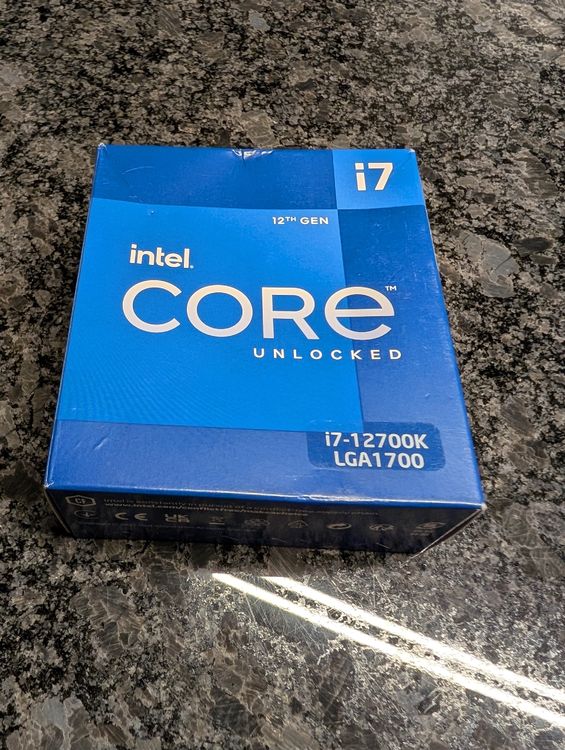 i7
12TH GEN
intel.
CORE™
UNLOCKED
i7-12700K
LGA1700